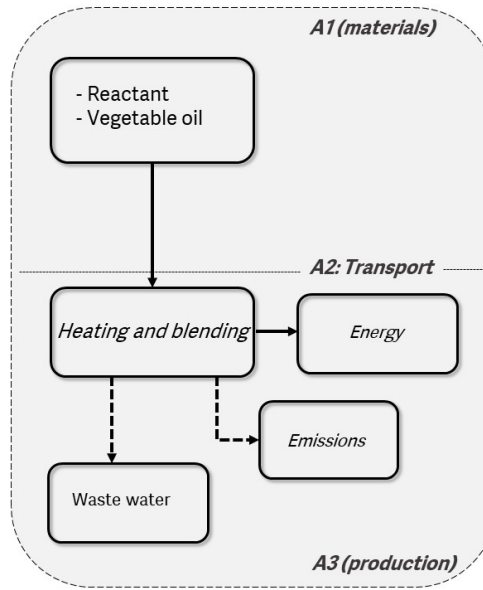 A1 (materials)
- Reactant
- Vegetable oil
A2: Transport
Heating and blending
Energy
Emissions
Waste water
A3 (production)